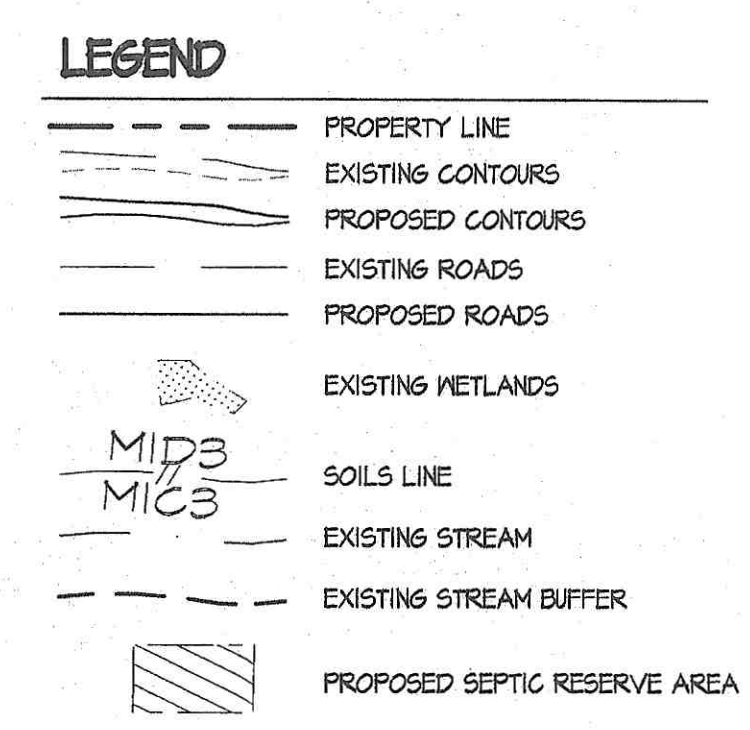 LEGEND
PROPERTY LINE
EXISTING CONTOURS
PROPOSED CONTOURS
EXISTING ROADS
PROPOSED ROADS
EXISTING WETLANDS
MID3
MIC3
SOILS LINE
EXISTING STREAM
EXISTING STREAM BUFFER
PROPOSED SEPTIC RESERVE AREA